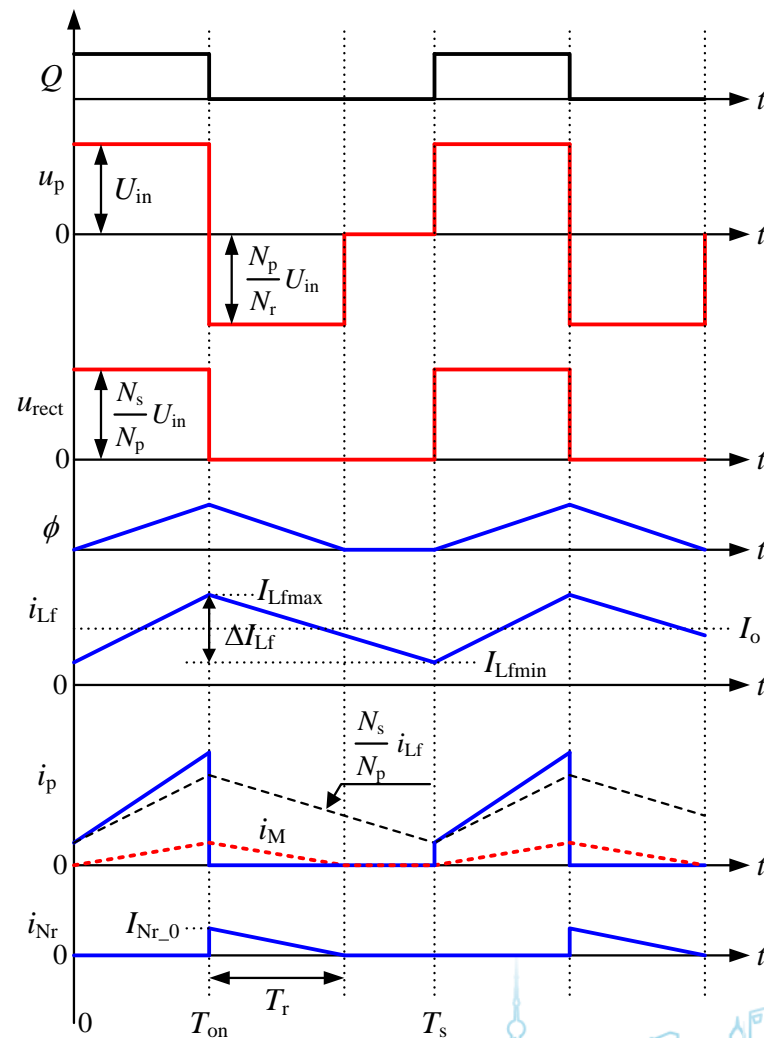 Q
t
u_p
U_in
0
t
N_p/N_r U_in
u_rect
N_s/N_p U_in
0
t
ϕ
t
i_Lf
I_Lfmax
ΔI_Lf
I_o
I_Lfmin
0
t
N_s/N_p i_Lf
i_p
i_M
0
t
i_Nr
I_Nr_0
0
t
T_r
0
T_on
T_s